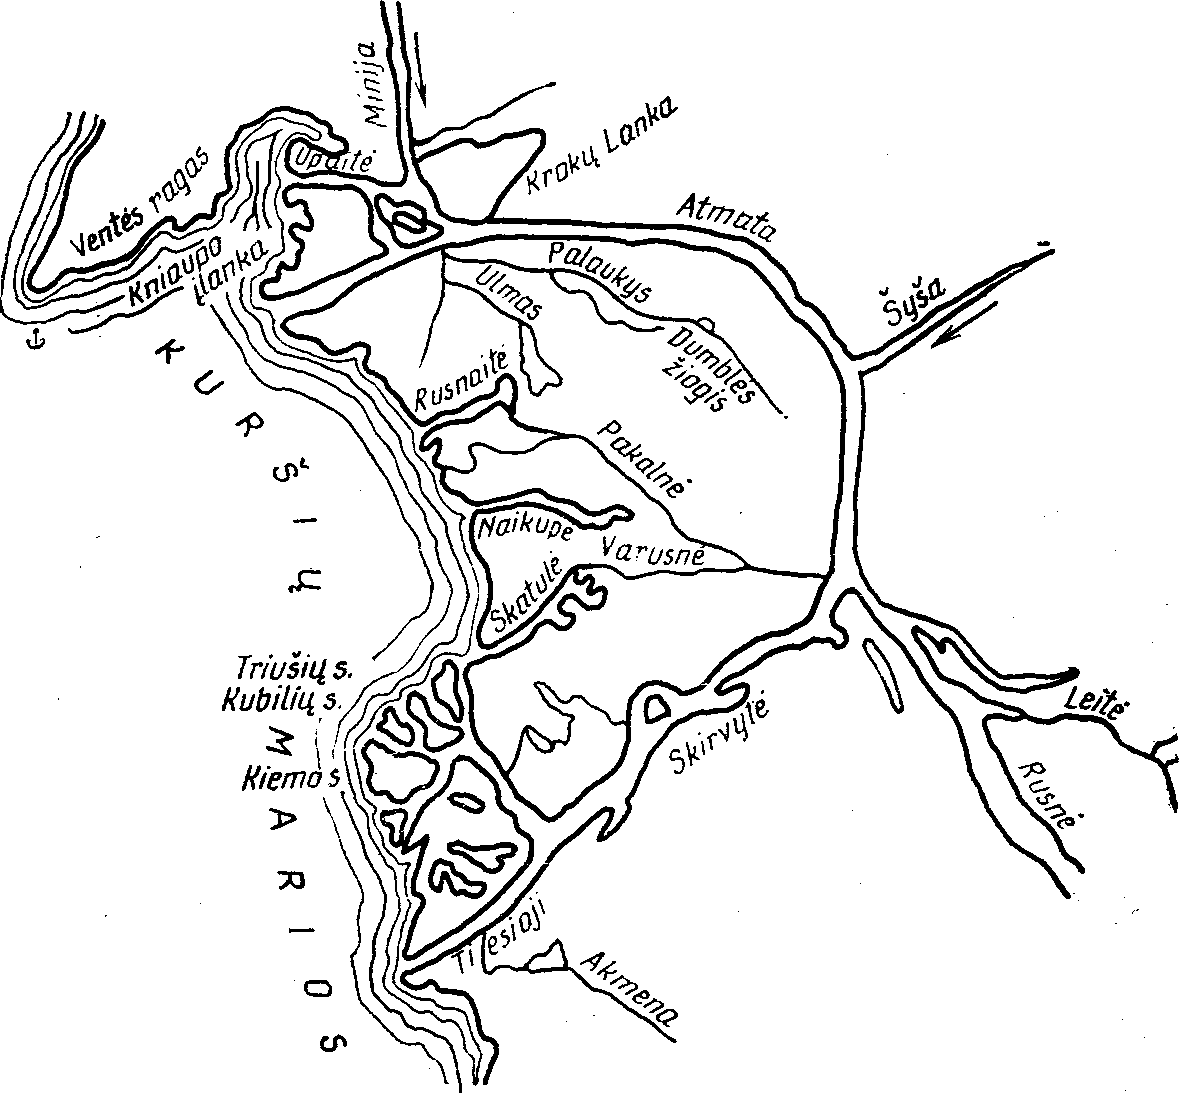 Minija
Krokų Lanka
Opaitė
Ventės ragas
Atmata
Kniaupo
įlanka
Palaukys
Ulmas
Šyša
Dumblės
žiogis
Rusnaitė
Pakalnė
Naikupė
Varusnė
Skatulė
KURŠIŲ
MARIOS
Triušių s.
Kubilių s.
Kiemo s
Skirvytė
Leitė
Rusnė
Tiesioji
Akmena